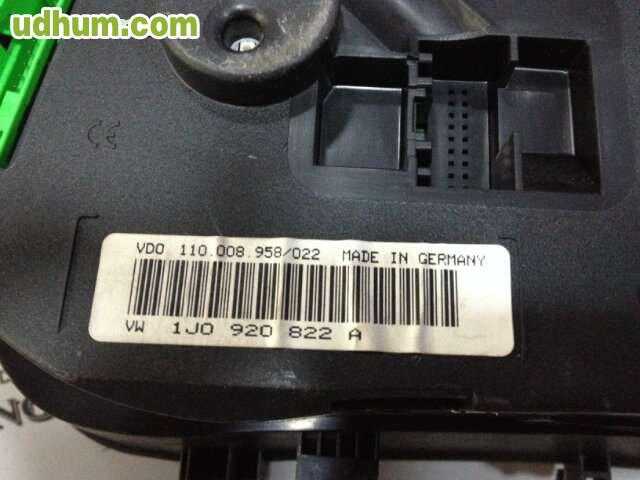 udhum.com
CE
VDO 110.008.958/022 MADE IN GERMANY
VW 1J0 920 822 A